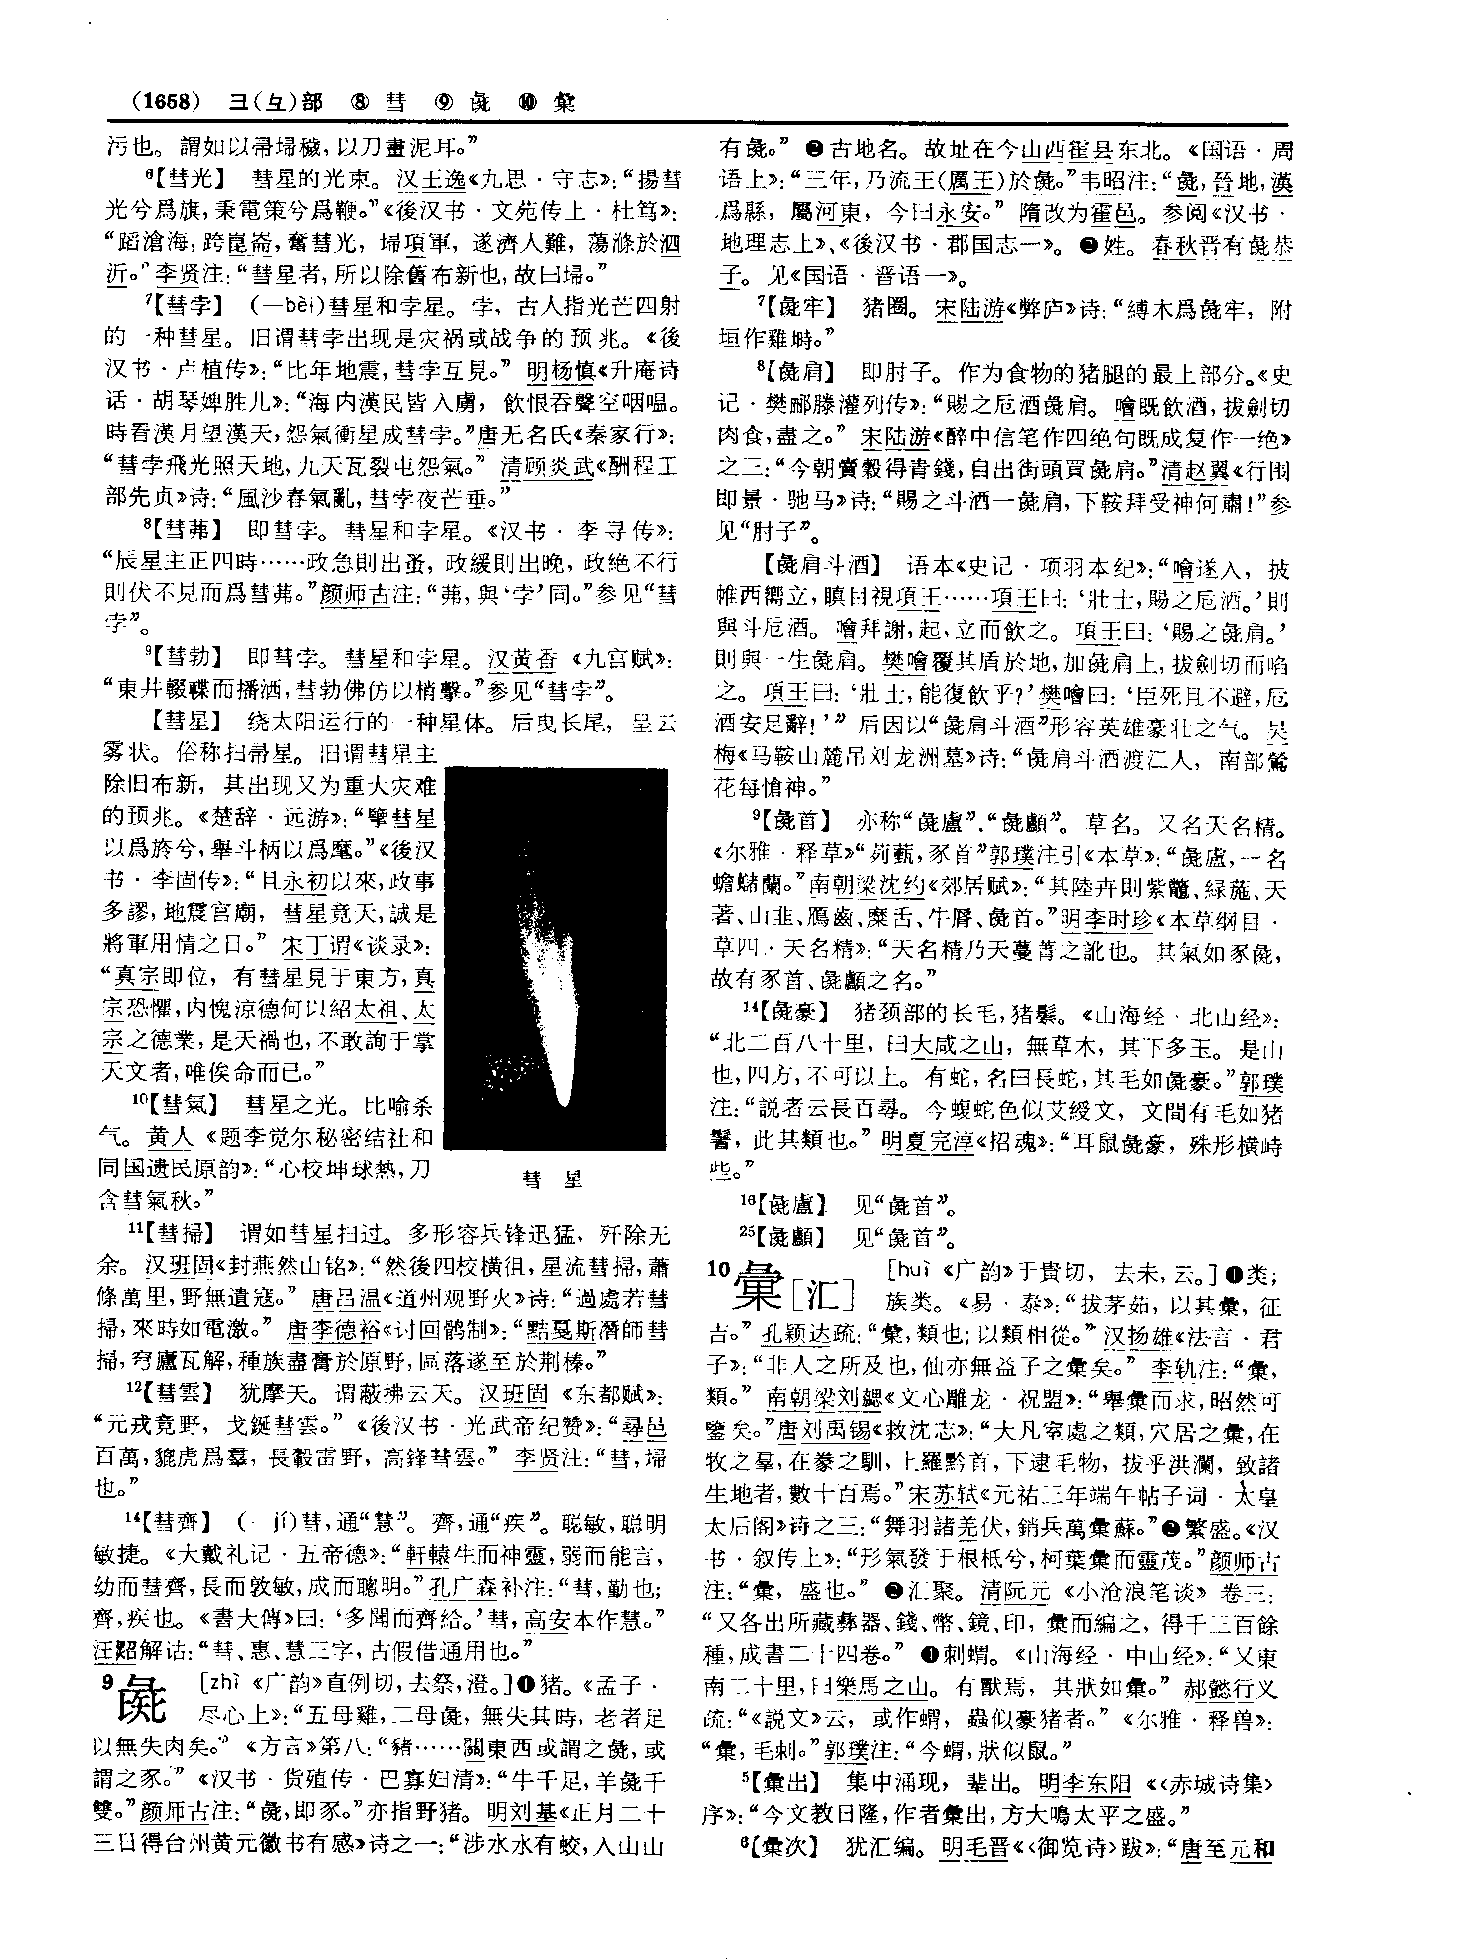 (1658) 彐(彑)部 ⑧ 彗 ⑨ 彘 ⑩ 彙
污也。謂如以帚埽穢,以刀畫泥耳。”
⁶【彗光】 彗星的光束。汉王逸《九思·守志》:“揚彗
光兮爲旗,秉電策兮爲鞭。”《後汉书·文苑传上·杜笃》:
“蹈滄海,跨崑崙,奮彗光,埽項軍,遂濟人難,蕩滌於泗
沂。”李贤注:“彗星者,所以除舊布新也,故曰埽。”
⁷【彗孛】 (—bèi)彗星和孛星。孛,古人指光芒四射
的一种彗星。旧谓彗孛出现是灾祸或战争的预兆。《後
汉书·卢植传》:“比年地震,彗孛互見。”明杨慎《升庵诗
话·胡琴婢胜儿》:“海内漢民皆入虜,飲恨吞聲空咽嗢。
時看漢月望漢天,怨氣衝星成彗孛。”唐无名氏《秦家行》:
“彗孛飛光照天地,九天瓦裂屯怨氣。”清顾炎武《酬程工
部先贞》诗:“風沙春氣亂,彗孛夜芒垂。”
⁸【彗茀】 即彗孛。彗星和孛星。《汉书·李寻传》:
“辰星主正四時……政急則出蚤,政緩則出晚,政絶不行
則伏不見而爲彗茀。”颜师古注:“茀,與‘孛’同。”参见“彗
孛”。
⁹【彗勃】 即彗孛。彗星和孛星。汉黄香《九宫赋》:
“東井輟礫而播洒,彗勃佛仿以梢擊。”参见“彗孛”。
【彗星】 绕太阳运行的一种星体。后曳长尾,呈云
雾状。俗称扫帚星。旧谓彗星主
除旧布新,其出现又为重大灾难
的预兆。《楚辞·远游》:“擥彗星
以爲旍兮,舉斗柄以爲麾。”《後汉
书·李固传》:“且永初以來,政事
多謬,地震宫廟,彗星竟天,誠是
將軍用情之日。”宋丁谓《谈录》:
“真宗即位,有彗星見于東方,真
宗恐懼,内愧涼德何以紹太祖、太
宗之德業,是天禍也,不敢詢于掌
天文者,唯俟命而已。”
¹⁰【彗氣】 彗星之光。比喻杀
气。黄人《题李觉尔秘密结社和
同国遗民原韵》:“心校坤球熱,刀
含彗氣秋。”
彗 星
¹¹【彗掃】 谓如彗星扫过。多形容兵锋迅猛,歼除无
余。汉班固《封燕然山铭》:“然後四校横徂,星流彗掃,蕭
條萬里,野無遺寇。”唐吕温《道州观野火》诗:“過處若彗
掃,來時如電激。”唐李德裕《讨回鹘制》:“黠戛斯潛師彗
掃,穹廬瓦解,種族盡膏於原野,區落遂至於荆榛。”
¹²【彗雲】 犹摩天。谓蔽拂云天。汉班固《东都赋》:
“元戎竟野,戈鋋彗雲。”《後汉书·光武帝纪赞》:“尋邑
百萬,貔虎爲羣,長轂雷野,高鋒彗雲。”李贤注:“彗,埽
也。”
¹⁴【彗齊】 (—jí)彗,通“慧”。齊,通“疾”。聪敏,聪明
敏捷。《大戴礼记·五帝德》:“軒轅生而神靈,弱而能言,
幼而彗齊,長而敦敏,成而聰明。”孔广森补注:“彗,勤也;
齊,疾也。《書大傳》曰:‘多聞而齊給。’彗,高安本作慧。”
汪炤解诂:“彗、惠、慧三字,古假借通用也。”
9 彘 [zhì《广韵》直例切,去祭,澄。]❶猪。《孟子·
尽心上》:“五母雞,二母彘,無失其時,老者足
以無失肉矣。”《方言》第八:“豬……關東西或謂之彘,或
謂之豕。”《汉书·货殖传·巴寡妇清》:“牛千足,羊彘千
雙。”颜师古注:“彘,即豕。”亦指野猪。明刘基《正月二十
三日得台州黄元徽书有感》诗之一:“涉水水有蛟,入山山
有彘。”❷古地名。故址在今山西霍县东北。《国语·周
语上》:“三年,乃流王(厲王)於彘。”韦昭注:“彘,晉地,漢
爲縣,屬河東,今曰永安。”隋改为霍邑。参阅《汉书·
地理志上》、《後汉书·郡国志一》。❸姓。春秋晋有彘恭
子。见《国语·晋语一》。
⁷【彘牢】 猪圈。宋陆游《弊庐》诗:“縛木爲彘牢,附
垣作雞塒。”
⁸【彘肩】 即肘子。作为食物的猪腿的最上部分。《史
记·樊郦滕灌列传》:“賜之卮酒彘肩。噲既飲酒,拔劍切
肉食,盡之。”宋陆游《醉中信笔作四绝句既成复作一绝》
之三:“今朝賣穀得青錢,自出街頭買彘肩。”清赵翼《行围
即景·驰马》诗:“賜之斗酒一彘肩,下鞍拜受神何肅!”参
见“肘子”。
【彘肩斗酒】 语本《史记·项羽本纪》:“噲遂入,披
帷西嚮立,瞋目視項王……項王曰:‘壯士,賜之卮酒。’則
與斗卮酒。噲拜謝,起,立而飲之。項王曰:‘賜之彘肩。’
則與一生彘肩。樊噲覆其盾於地,加彘肩上,拔劍切而啗
之。項王曰:‘壯士,能復飲乎?’樊噲曰:‘臣死且不避,卮
酒安足辭!’”后因以“彘肩斗酒”形容英雄豪壮之气。吴
梅《马鞍山麓吊刘龙洲墓》诗:“彘肩斗酒渡江人,南部鶯
花每愴神。”
⁹【彘首】 亦称“彘盧”、“彘顱”。草名。又名天名精。
《尔雅·释草》“茢薽,豕首”郭璞注引《本草》:“彘盧,一名
蟾蠩蘭。”南朝梁沈约《郊居赋》:“其陸卉則紫虌、緑葹、天
著、山韭、鴈齒、麋舌、牛脣、彘首。”明李时珍《本草纲目·
草四·天名精》:“天名精乃天蔓菁之訛也。其氣如豕彘,
故有豕首、彘顱之名。”
¹⁴【彘豪】 猪颈部的长毛,猪鬃。《山海经·北山经》:
“北二百八十里,曰大咸之山,無草木,其下多玉。是山
也,四方,不可以上。有蛇,名曰長蛇,其毛如彘豪。”郭璞
注:“説者云長百尋。今蝮蛇色似艾綬文,文間有毛如猪
鬐,此其類也。”明夏完淳《招魂》:“耳鼠彘豪,殊形横峙
些。”
¹⁶【彘盧】 见“彘首”。
²⁵【彘顱】 见“彘首”。
10 彙[汇] [huì《广韵》于貴切,去未,云。]❶类;
族类。《易·泰》:“拔茅茹,以其彙,征
吉。”孔颖达疏:“彙,類也;以類相從。”汉扬雄《法言·君
子》:“非人之所及也,仙亦無益子之彙矣。”李轨注:“彙,
類。”南朝梁刘勰《文心雕龙·祝盟》:“舉彙而求,昭然可
鑒矣。”唐刘禹锡《救沈志》:“大凡室處之類,穴居之彙,在
牧之羣,在豢之馴,上羅黔首,下逮毛物,拔乎洪瀾,致諸
生地者,數十百焉。”宋苏轼《元祐三年端午帖子词·太皇
太后阁》诗之三:“舞羽諸羌伏,銷兵萬彙蘇。”❷繁盛。《汉
书·叙传上》:“形氣發于根柢兮,柯葉彙而靈茂。”颜师古
注:“彙,盛也。”❸汇聚。清阮元《小沧浪笔谈》卷三:
“又各出所藏彝器、錢、幣、鏡、印,彙而編之,得千三百餘
種,成書二十四卷。”❹刺蝟。《山海经·中山经》:“又東
南二十里,曰樂馬之山。有獸焉,其狀如彙。”郝懿行义
疏:“《説文》云,或作蝟,蟲似豪猪者。”《尔雅·释兽》:
“彙,毛刺。”郭璞注:“今蝟,狀似鼠。”
⁵【彙出】 集中涌现,辈出。明李东阳《〈赤城诗集〉
序》:“今文教日隆,作者彙出,方大鳴太平之盛。”
⁶【彙次】 犹汇编。明毛晋《〈御览诗〉跋》:“唐至元和